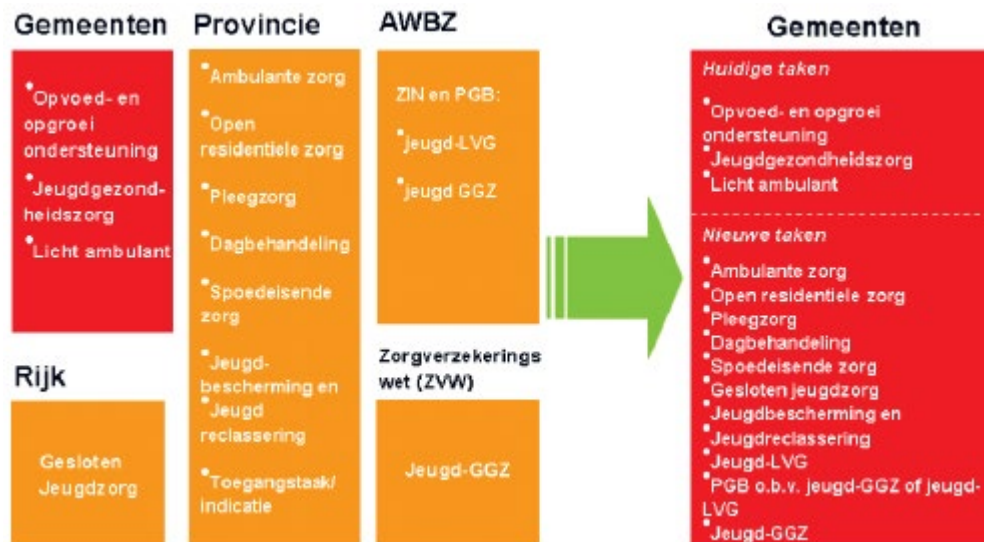 Gemeenten
•Opvoed- en
opgroei
ondersteuning
•Jeugdgezond-
heidszorg
•Licht ambulant
Rijk
Gesloten
Jeugdzorg
Provincie
•Ambulante zorg
•Open
residentiele zorg
•Pleegzorg
•Dagbehandeling
•Spoedeisende
zorg
•Jeugd-
bescherming en
•Jeugd
reclassering
•Toegangstaak/
indicatie
AWBZ
ZIN en PGB:
•jeugd-LVG
•jeugd GGZ
Zorgverzekerings
wet (ZVW)
Jeugd-GGZ
Gemeenten
Huidige taken
•Opvoed- en opgroei
ondersteuning
•Jeugdgezondheidszorg
•Licht ambulant
Nieuwe taken
•Ambulante zorg
•Open residentiele zorg
•Pleegzorg
•Dagbehandeling
•Spoedeisende zorg
•Gesloten jeugdzorg
•Jeugdbescherming en
•Jeugdreclassering
•Jeugd-LVG
•PGB o.b.v. jeugd-GGZ of jeugd-
LVG
•Jeugd-GGZ